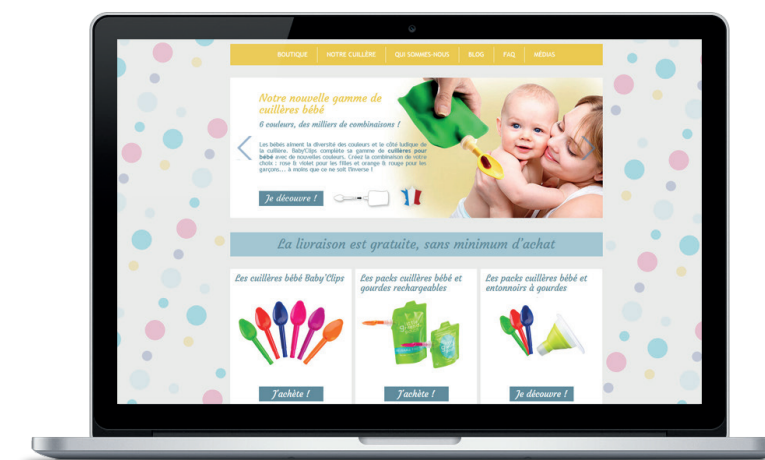 BOUTIQUE NOTRE CUILLÈRE QUI SOMMES-NOUS BLOG FAQ MÉDIAS
Notre nouvelle gamme de
cuillères bébé
6 couleurs, des milliers de combinaisons !
Les bébés aiment la diversité des couleurs et le côté ludique de
la cuillère. Baby'Clips complète sa gamme de cuillères pour
bébé avec de nouvelles couleurs. Créez la combinaison de votre
choix : rose & violet pour les filles et orange & rouge pour les
garçons... à moins que ce ne soit l'inverse !
Je découvre !
La livraison est gratuite, sans minimum d'achat
Les cuillères bébé Baby'Clips
Les packs cuillères bébé et
gourdes rechargeables
Les packs cuillères bébé et
entonnoirs à gourdes
J'achète !
J'achète !
Je découvre !